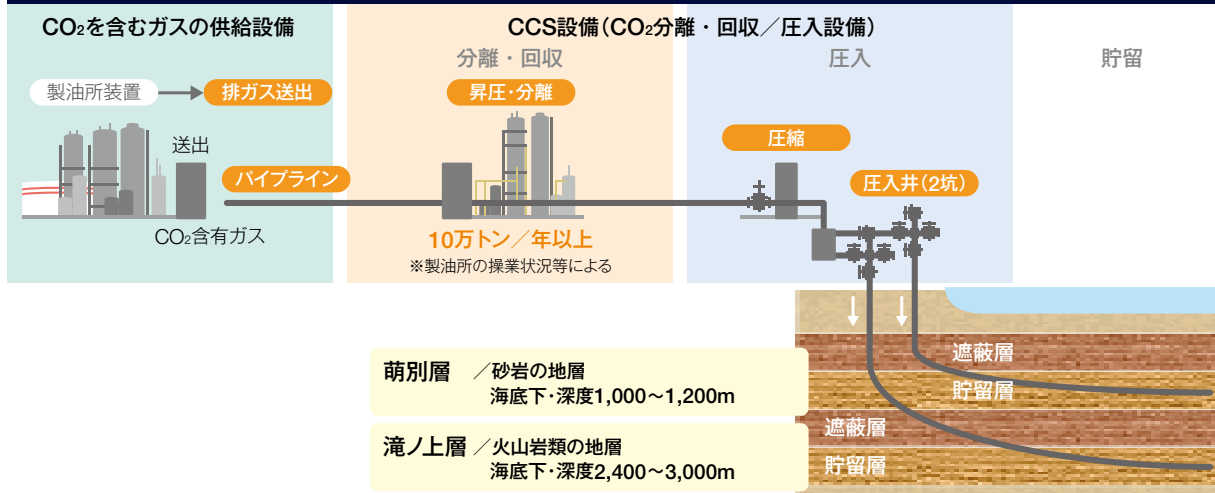 CO₂を含むガスの供給設備
CCS設備(CO₂分離・回収／圧入設備)
分離・回収
圧入
貯留
製油所装置
排ガス送出
昇圧・分離
送出
圧縮
パイプライン
圧入井(2坑)
CO₂含有ガス
10万トン／年以上
※製油所の操業状況等による
萌別層 ／砂岩の地層
海底下・深度1,000〜1,200m
滝ノ上層 ／火山岩類の地層
海底下・深度2,400〜3,000m
遮蔽層
貯留層
遮蔽層
貯留層